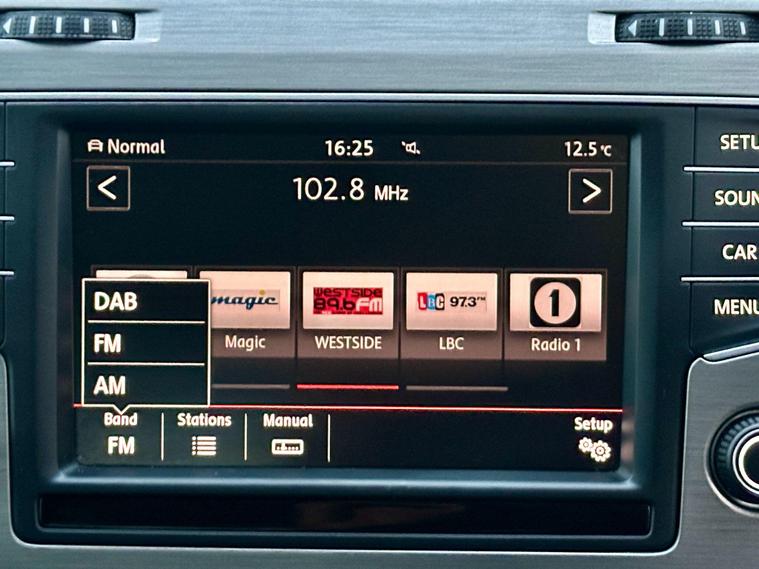 Normal 16:25 12.5°C
< 102.8 MHz >
magic
WESTSIDE 89.6FM
LBC 97.3
1
Magic WESTSIDE LBC Radio 1
DAB
FM
AM
Band Stations Manual Setup
FM
SETU
SOUN
CAR
MENU